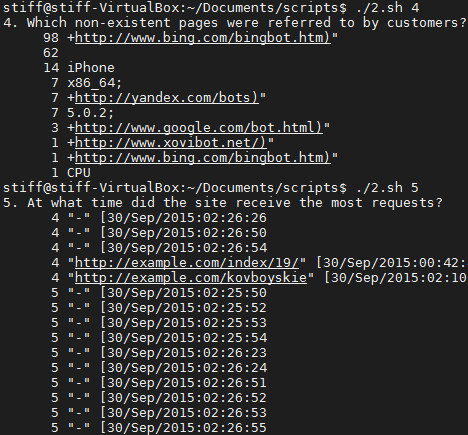 stiff@stiff-VirtualBox:~/Documents/scripts$ ./2.sh 4
4. Which non-existent pages were referred to by customers?
98 +http://www.bing.com/bingbot.htm)"
62
14 iPhone
7 x86_64;
7 +http://yandex.com/bots)"
7 5.0.2;
3 +http://www.google.com/bot.html)"
1 +http://www.xovibot.net/)"
1 +http://www.bing.com/bingbot.htm)"
1 CPU
stiff@stiff-VirtualBox:~/Documents/scripts$ ./2.sh 5
5. At what time did the site receive the most requests?
4 "-" [30/Sep/2015:02:26:26
4 "-" [30/Sep/2015:02:26:50
4 "-" [30/Sep/2015:02:26:54
4 "http://example.com/index/19/" [30/Sep/2015:00:42:
4 "http://example.com/kovboyskie" [30/Sep/2015:02:10
5 "-" [30/Sep/2015:02:25:50
5 "-" [30/Sep/2015:02:25:52
5 "-" [30/Sep/2015:02:25:53
5 "-" [30/Sep/2015:02:25:54
5 "-" [30/Sep/2015:02:26:23
5 "-" [30/Sep/2015:02:26:24
5 "-" [30/Sep/2015:02:26:51
5 "-" [30/Sep/2015:02:26:52
5 "-" [30/Sep/2015:02:26:53
5 "-" [30/Sep/2015:02:26:55